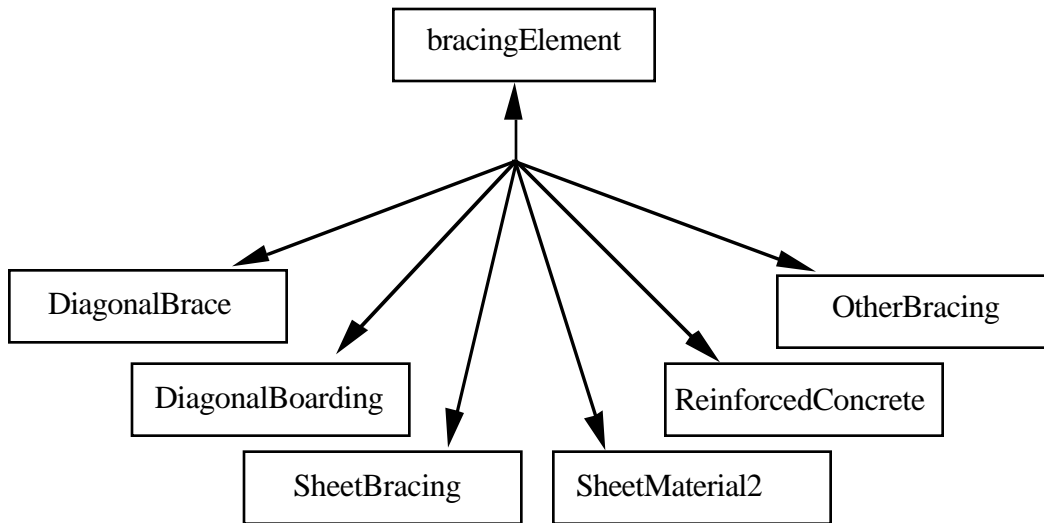 bracingElement
DiagonalBrace
OtherBracing
DiagonalBoarding
ReinforcedConcrete
SheetBracing
SheetMaterial2